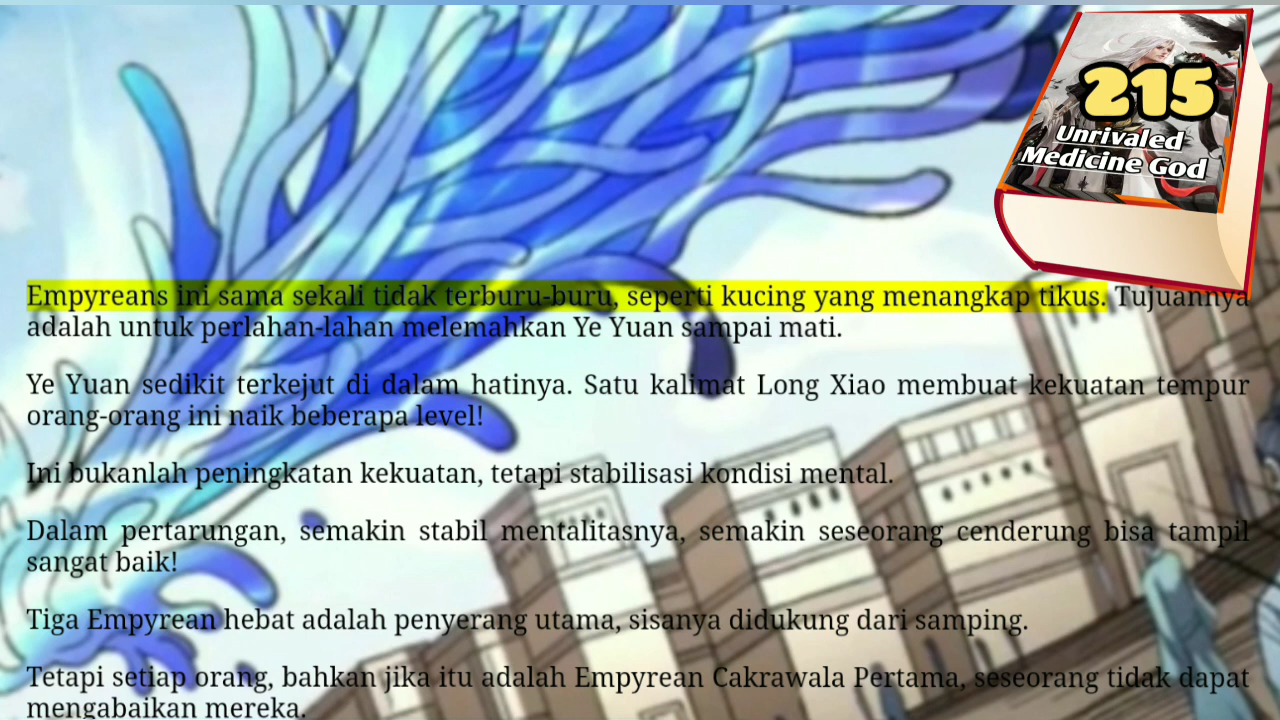 215
Unrivaled
Medicine God
Empyreans ini sama sekali tidak terburu-buru, seperti kucing yang menangkap tikus. Tujuannya
adalah untuk perlahan-lahan melemahkan Ye Yuan sampai mati.
Ye Yuan sedikit terkejut di dalam hatinya. Satu kalimat Long Xiao membuat kekuatan tempur
orang-orang ini naik beberapa level!
Ini bukanlah peningkatan kekuatan, tetapi stabilisasi kondisi mental.
Dalam pertarungan, semakin stabil mentalitasnya, semakin seseorang cenderung bisa tampil
sangat baik!
Tiga Empyrean hebat adalah penyerang utama, sisanya didukung dari samping.
Tetapi setiap orang, bahkan jika itu adalah Empyrean Cakrawala Pertama, seseorang tidak dapat
mengabaikan mereka.